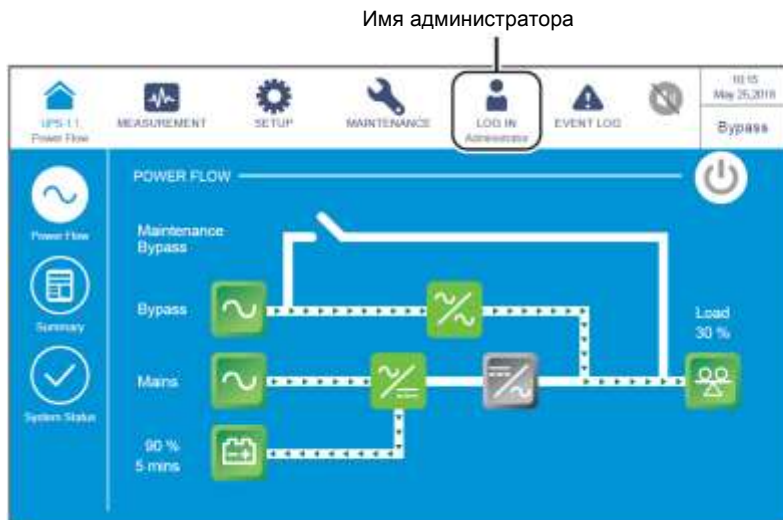 Имя администратора
10:15
May 25,2018
UPS-1.1
Power Flow
MEASUREMENT
SETUP
MAINTENANCE
LOG IN
Administrator
EVENT LOG
Bypass
POWER FLOW
Power Flow
Maintenance
Bypass
Summary
Bypass
Load
30 %
Mains
System Status
90 %
5 mins